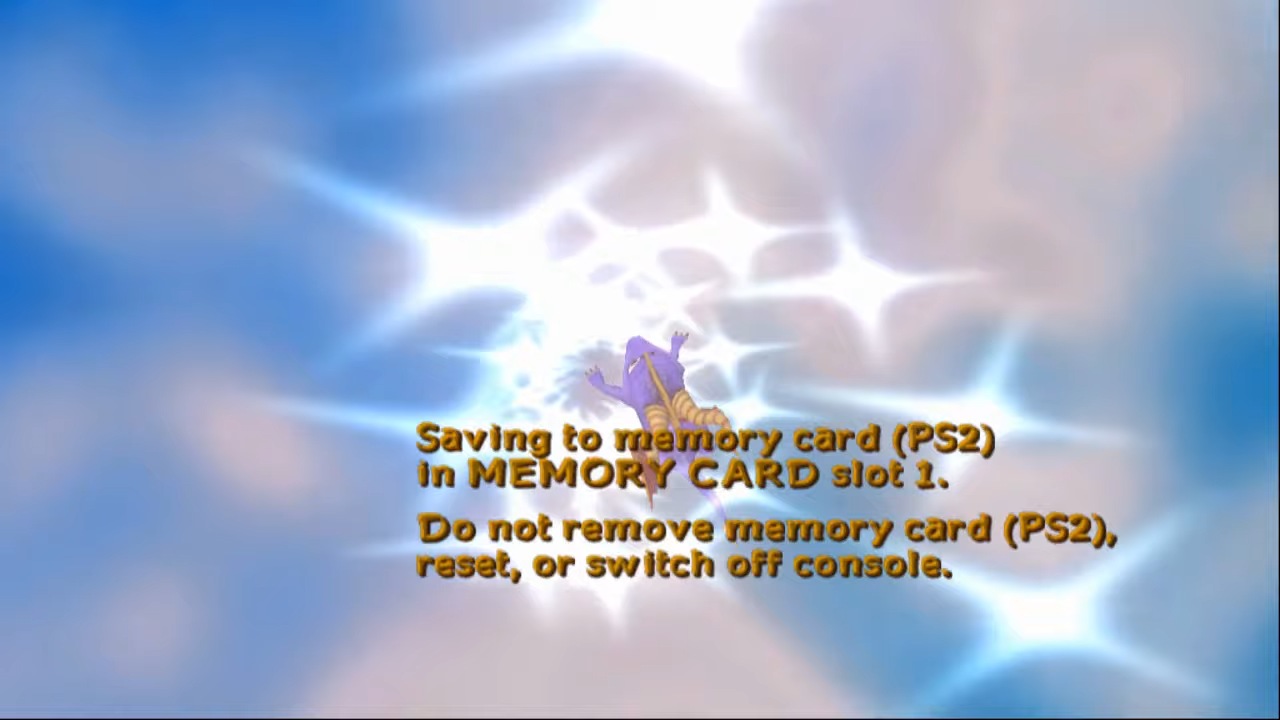 Saving to memory card (PS2)
in MEMORY CARD slot 1.
Do not remove memory card (PS2),
reset, or switch off console.